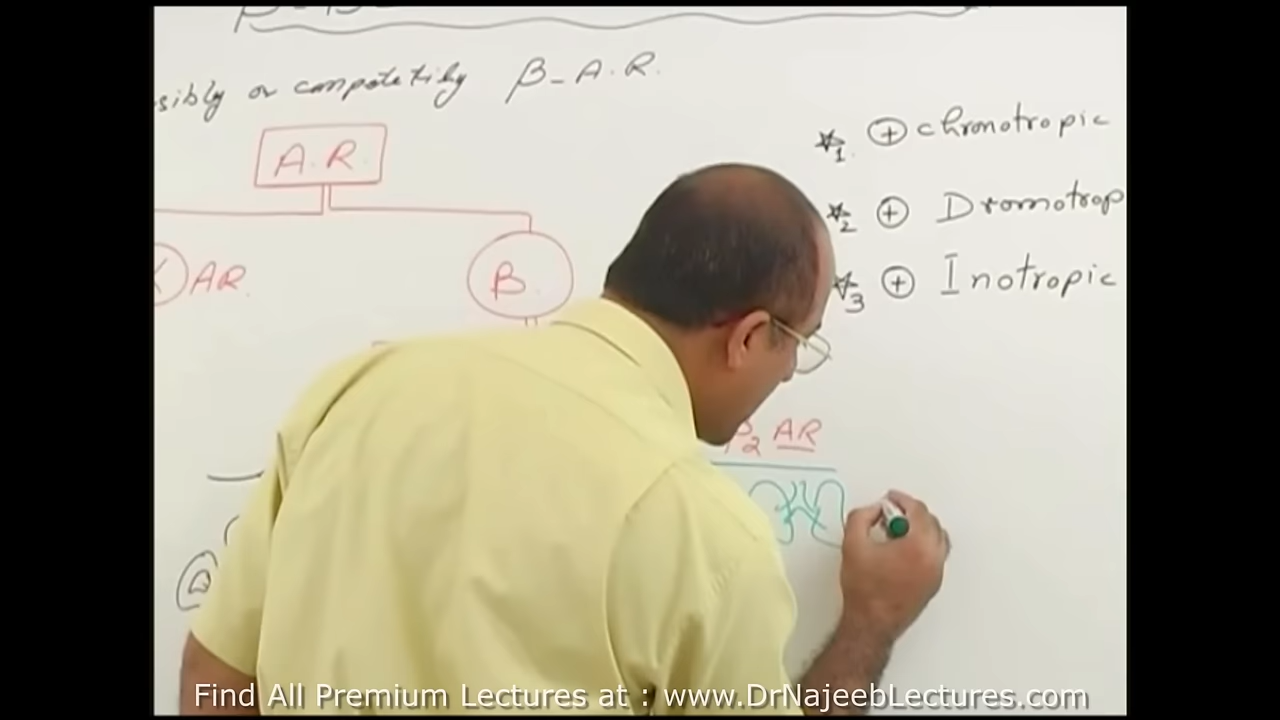 β-
sibly or competetively β-A.R.
A.R.
AR.
β.
☆1. ⊕ chronotropic
☆2 ⊕ Dromotrop
☆3 ⊕ Inotropic
β2 AR
Find All Premium Lectures at : www.DrNajeebLectures.com